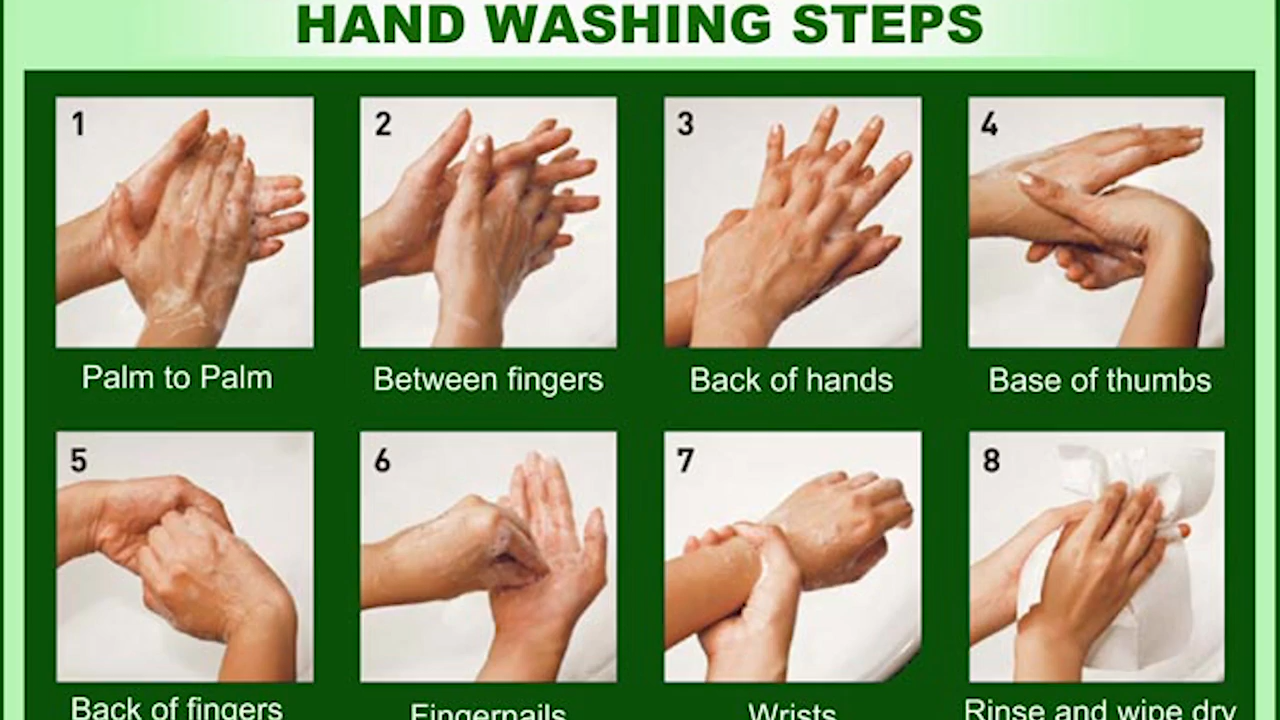 HAND WASHING STEPS
1
2
3
4
Palm to Palm
Between fingers
Back of hands
Base of thumbs
5
6
7
8
Back of fingers
Fingernails
Wrists
Rinse and wipe dry